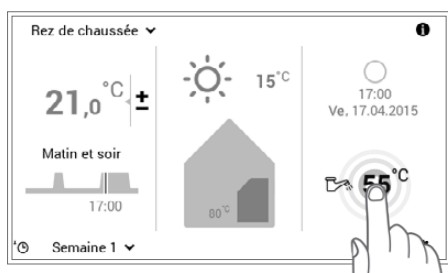 Rez de chaussée
21,0 °C ±
Matin et soir
17:00
Semaine 1
15°C
80°C
17:00
Ve, 17.04.2015
55°C